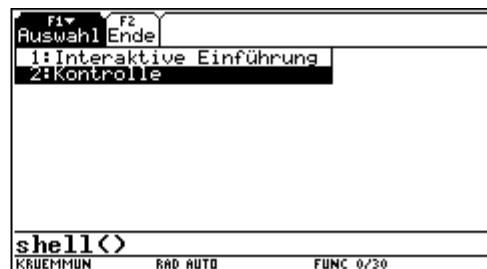 F1▼ F2
Auswahl Ende
1:Interaktive Einführung
2:Kontrolle
shell()
KRUEMMUN RAD AUTO FUNC 0/30